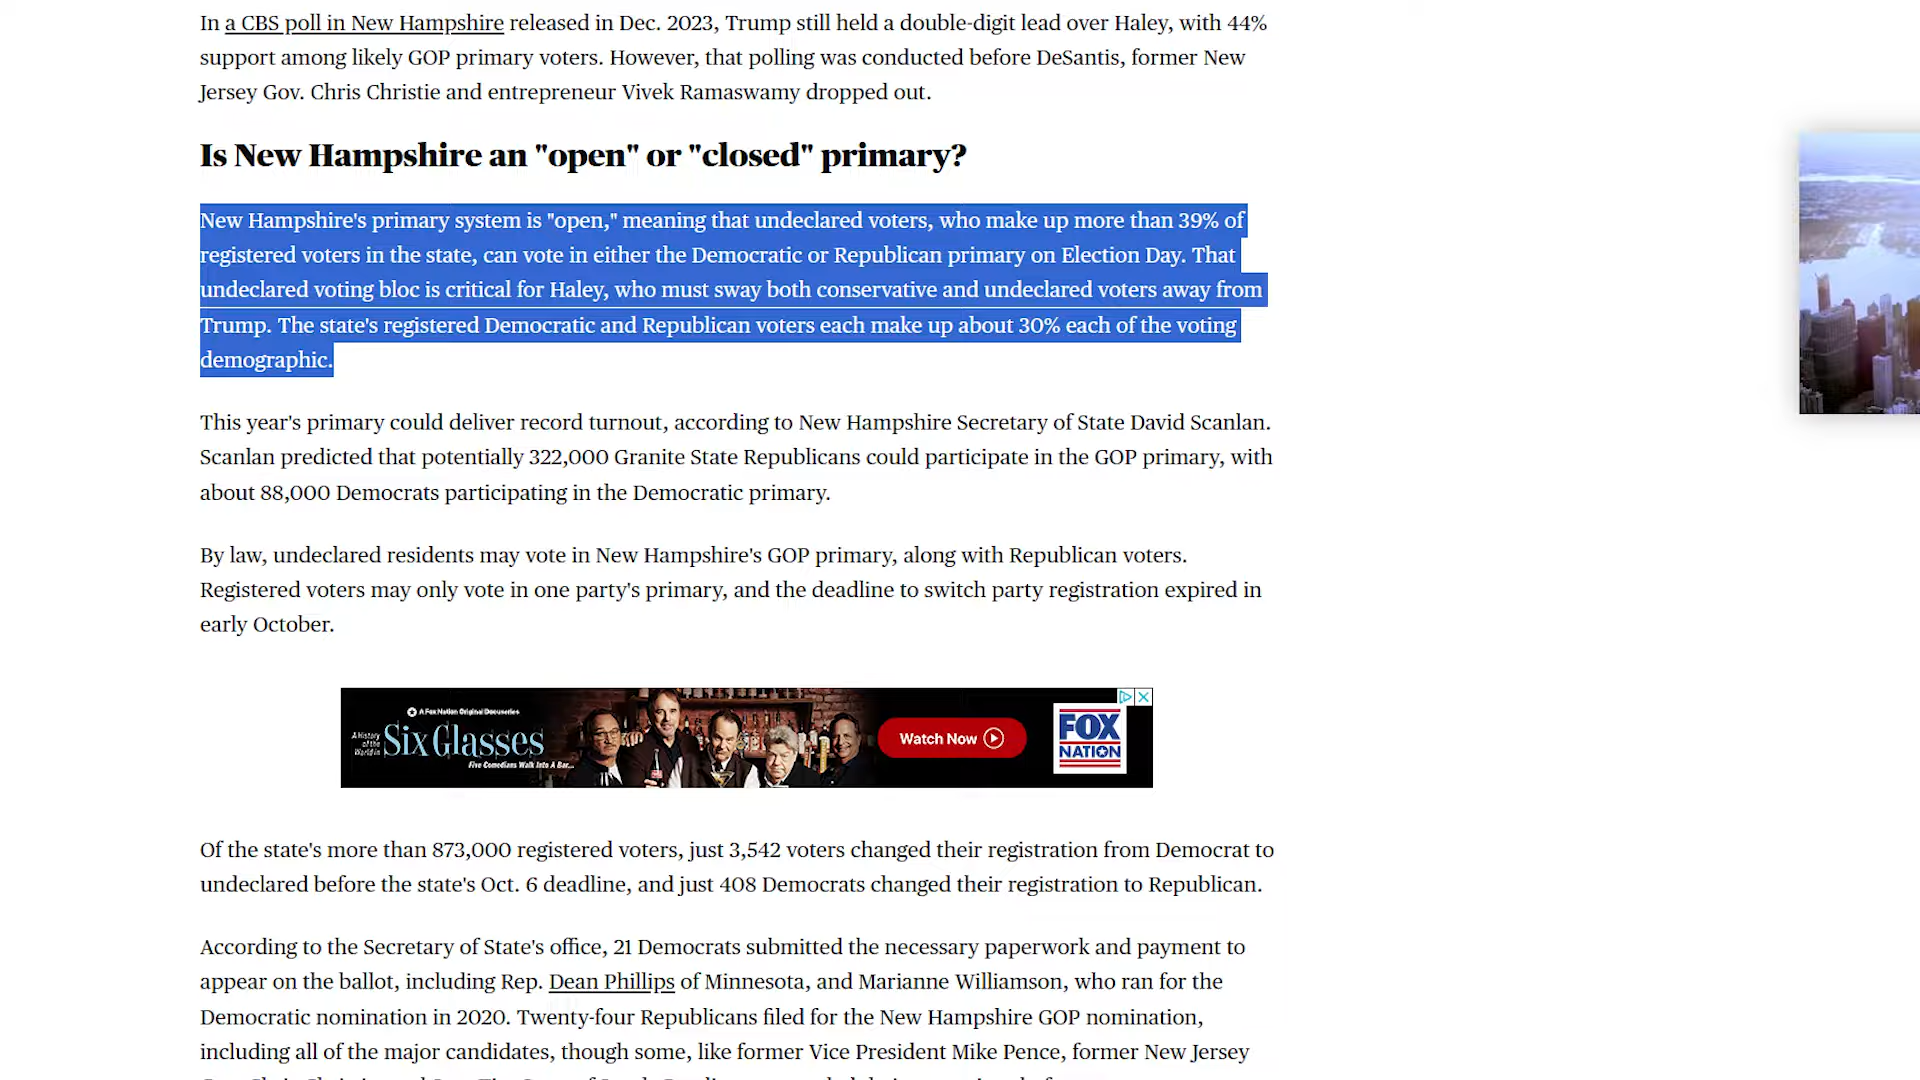 In a CBS poll in New Hampshire released in Dec. 2023, Trump still held a double-digit lead over Haley, with 44%
support among likely GOP primary voters. However, that polling was conducted before DeSantis, former New
Jersey Gov. Chris Christie and entrepreneur Vivek Ramaswamy dropped out.
Is New Hampshire an "open" or "closed" primary?
New Hampshire's primary system is "open," meaning that undeclared voters, who make up more than 39% of
registered voters in the state, can vote in either the Democratic or Republican primary on Election Day. That
undeclared voting bloc is critical for Haley, who must sway both conservative and undeclared voters away from
Trump. The state's registered Democratic and Republican voters each make up about 30% each of the voting
demographic.
This year's primary could deliver record turnout, according to New Hampshire Secretary of State David Scanlan.
Scanlan predicted that potentially 322,000 Granite State Republicans could participate in the GOP primary, with
about 88,000 Democrats participating in the Democratic primary.
By law, undeclared residents may vote in New Hampshire's GOP primary, along with Republican voters.
Registered voters may only vote in one party's primary, and the deadline to switch party registration expired in
early October.
A Fox Nation Original Docuseries
A History of the World in Six Glasses
Five Comedians Walk Into A Bar...
Watch Now
FOX
NATION
Of the state's more than 873,000 registered voters, just 3,542 voters changed their registration from Democrat to
undeclared before the state's Oct. 6 deadline, and just 408 Democrats changed their registration to Republican.
According to the Secretary of State's office, 21 Democrats submitted the necessary paperwork and payment to
appear on the ballot, including Rep. Dean Phillips of Minnesota, and Marianne Williamson, who ran for the
Democratic nomination in 2020. Twenty-four Republicans filed for the New Hampshire GOP nomination,
including all of the major candidates, though some, like former Vice President Mike Pence, former New Jersey